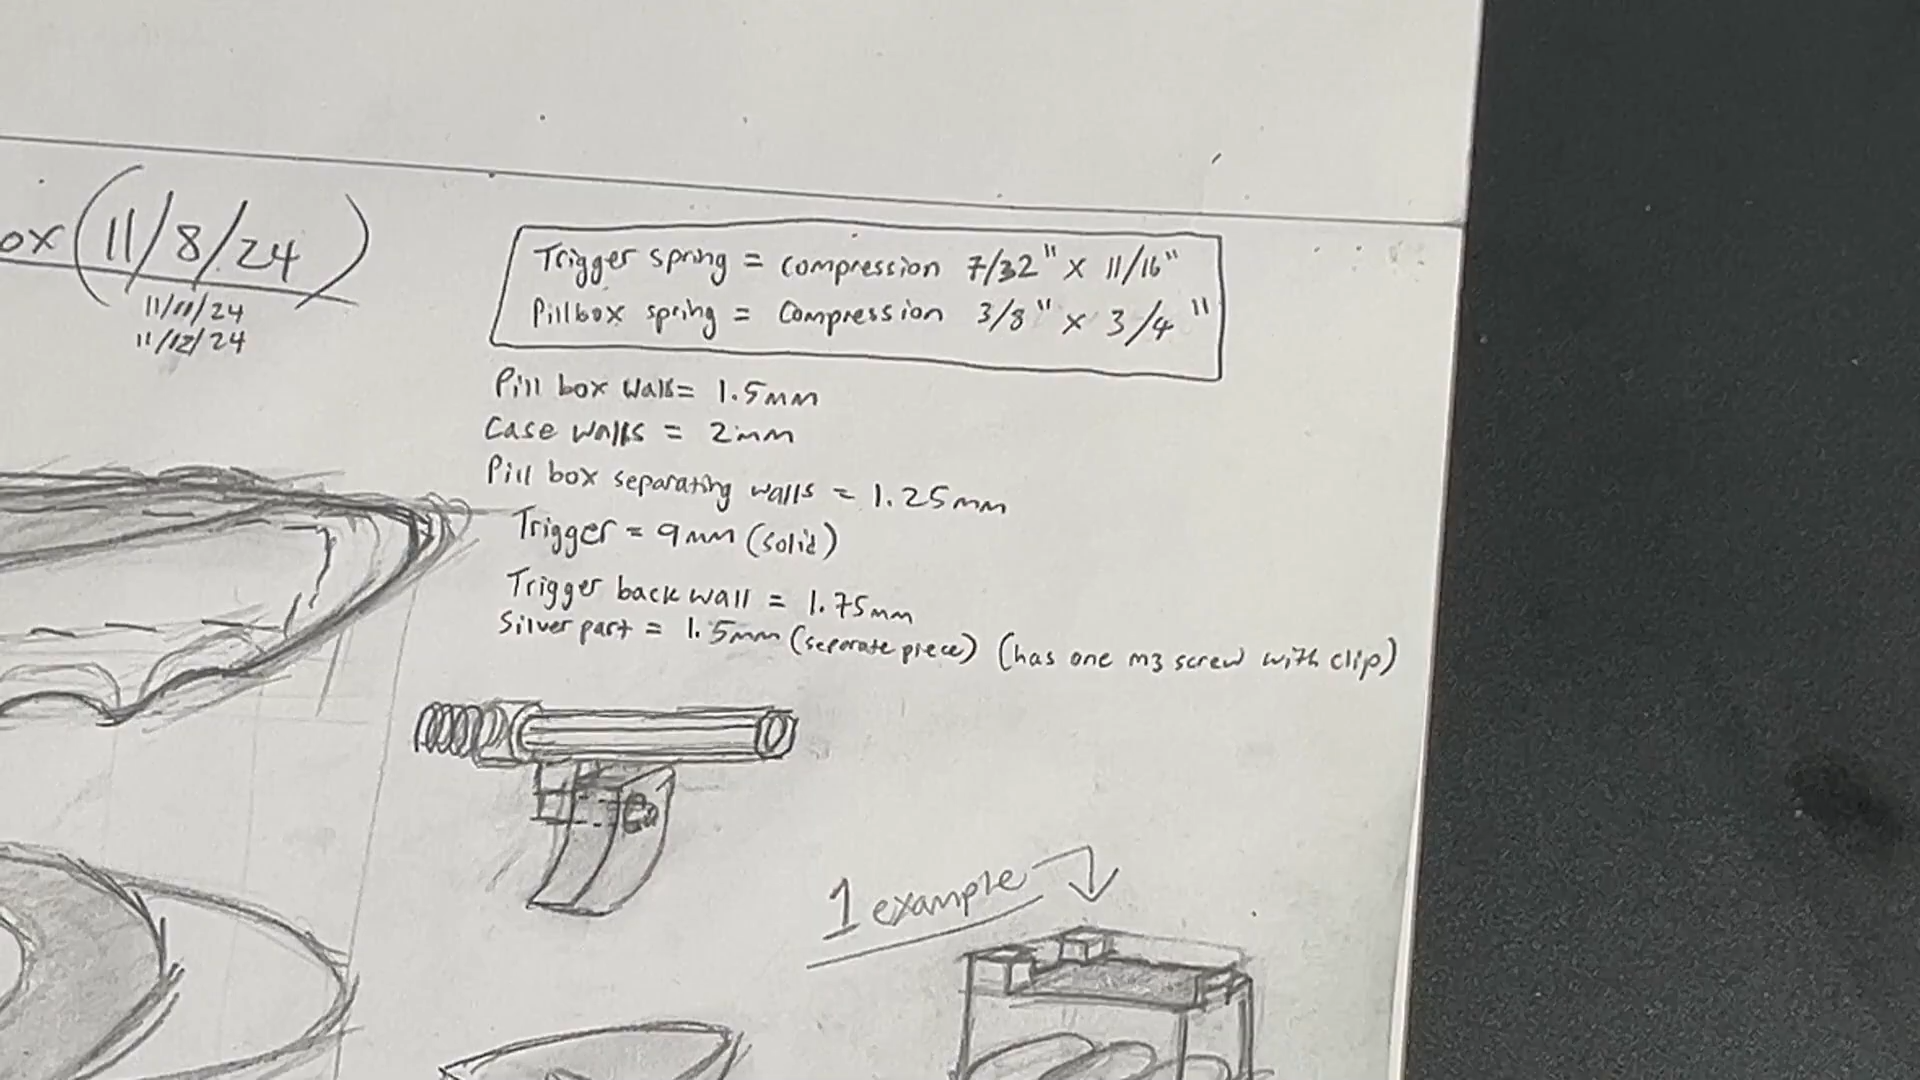 ox (11/8/24)
11/11/24
11/12/24
Trigger spring = compression 7/32" x 11/16"
Pillbox spring = compression 3/8" x 3/4"
Pill box walls = 1.5mm
Case walls = 2mm
Pill box separating walls = 1.25mm
Trigger = 9mm (solid)
Trigger back wall = 1.75mm
Silver part = 1.5mm (separate piece) (has one m3 screw with clip)
1 example